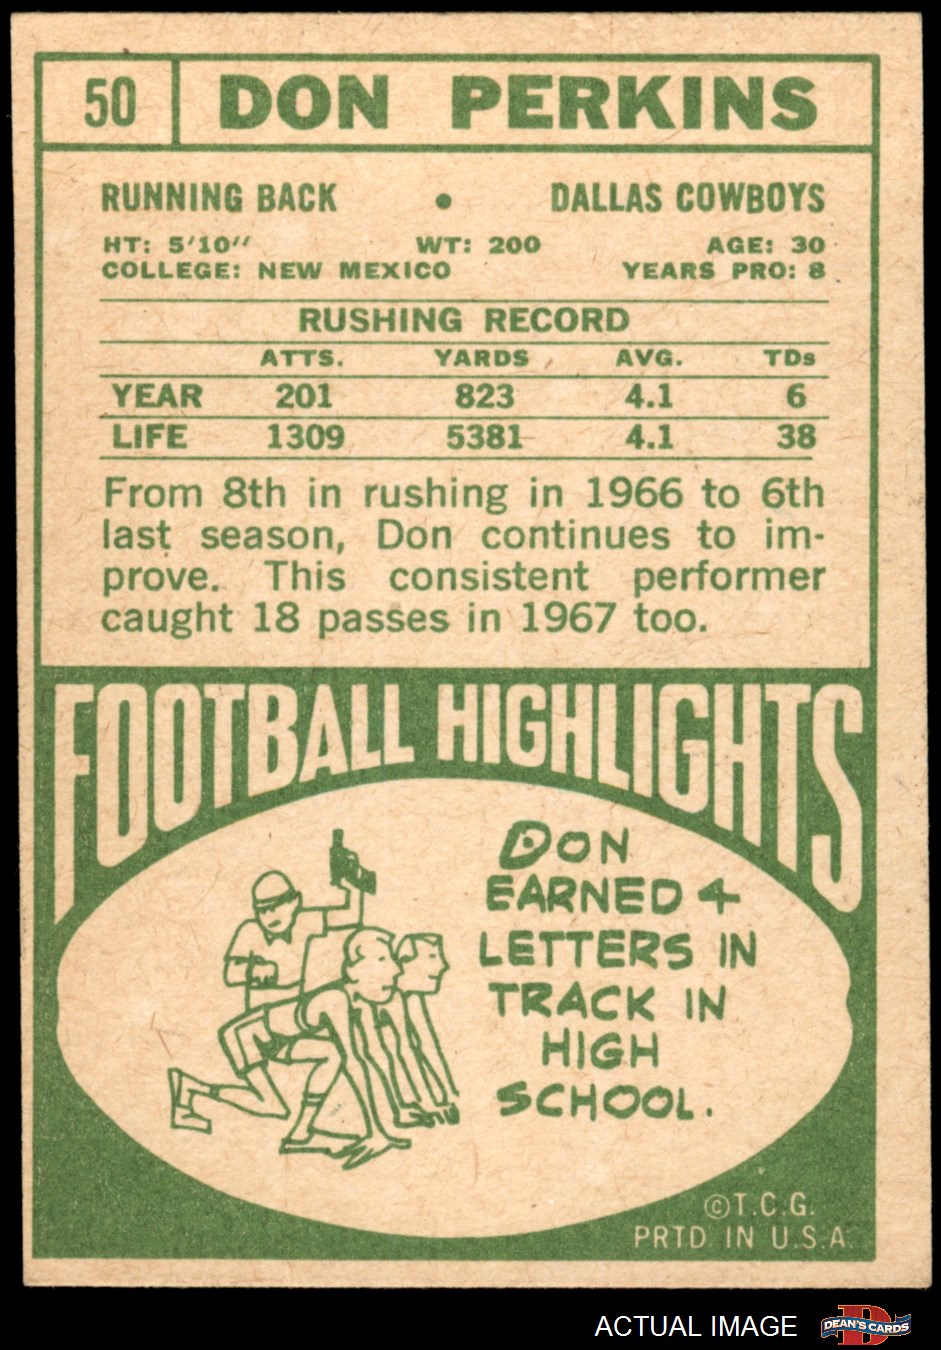 50 DON PERKINS
RUNNING BACK • DALLAS COWBOYS
HT: 5'10" WT: 200 AGE: 30
COLLEGE: NEW MEXICO YEARS PRO: 8
RUSHING RECORD
ATTS. YARDS AVG. TDs
YEAR 201 823 4.1 6
LIFE 1309 5381 4.1 38
From 8th in rushing in 1966 to 6th
last season, Don continues to im-
prove. This consistent performer
caught 18 passes in 1967 too.
FOOTBALL HIGHLIGHTS
DON
EARNED 4
LETTERS IN
TRACK IN
HIGH
SCHOOL.
©T.C.G.
PRTD. IN U.S.A.
ACTUAL IMAGE
D
DEAN'S CARDS